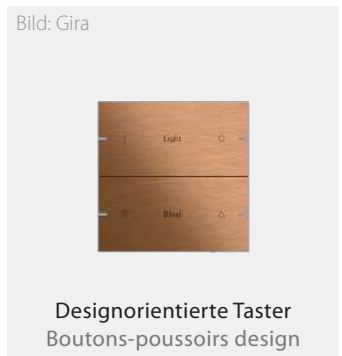 Bild: Gira
Light
Blind
Designorientierte Taster
Boutons-poussoirs design